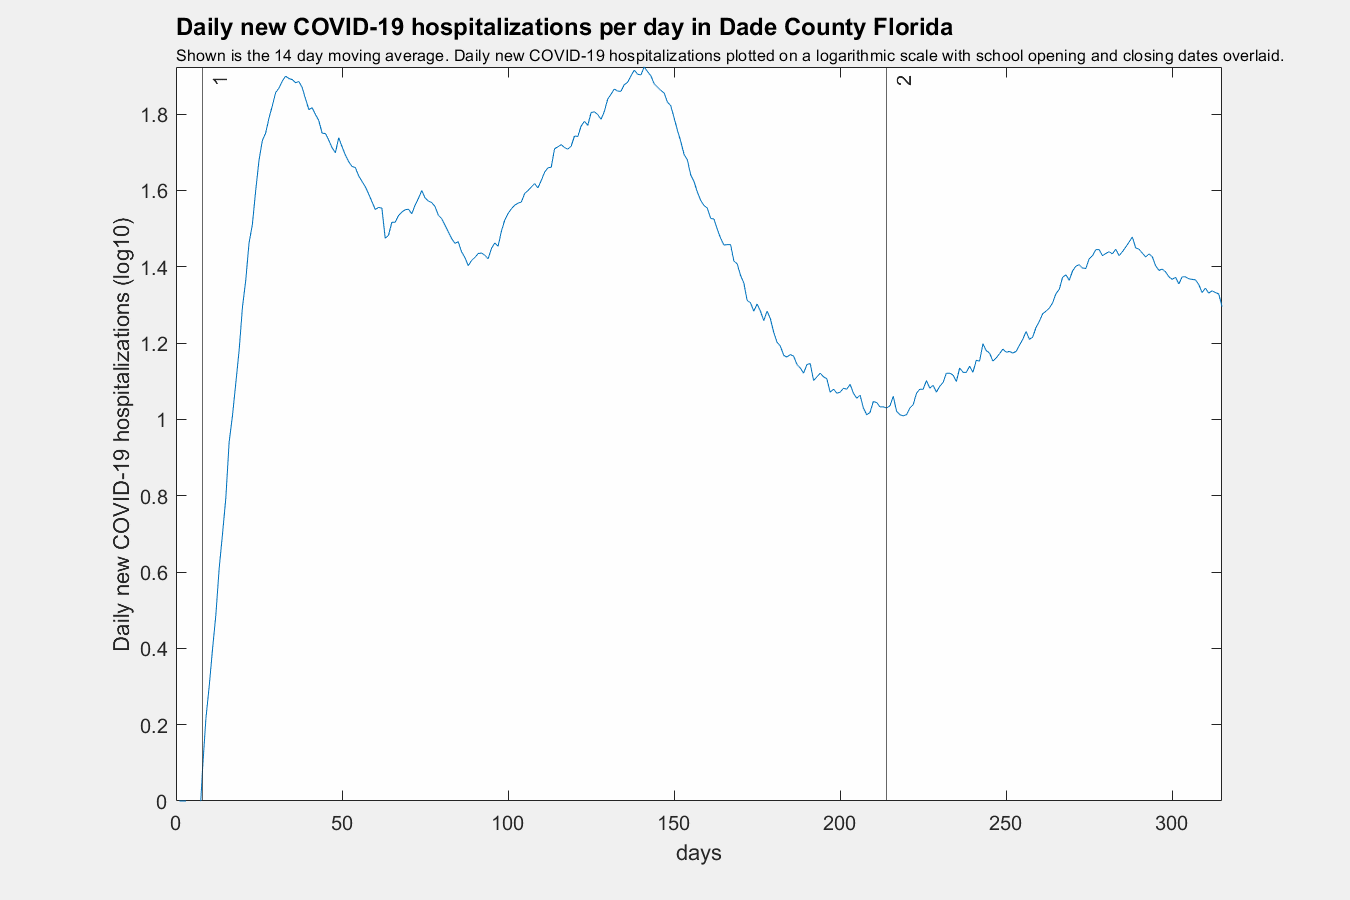 Daily new COVID-19 hospitalizations per day in Dade County Florida
Shown is the 14 day moving average. Daily new COVID-19 hospitalizations plotted on a logarithmic scale with school opening and closing dates overlaid.
1
2
1.8
1.6
1.4
1.2
1
0.8
0.6
0.4
0.2
0
Daily new COVID-19 hospitalizations (log10)
0 50 100 150 200 250 300
days